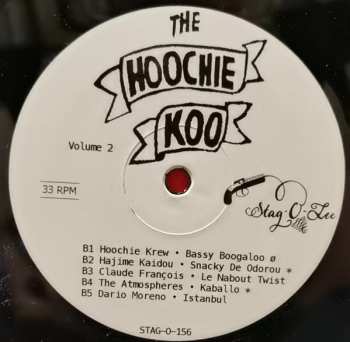 THE
HOOCHIE
KOO
Volume 2
33 RPM
Stag-O-Lee
B1 Hoochie Krew • Bassy Boogaloo ø
B2 Hajime Kaidou • Snacky De Odorou *
B3 Claude François • Le Nabout Twist
B4 The Atmospheres • Kaballo *
B5 Dario Moreno • Istanbul
STAG-O-156